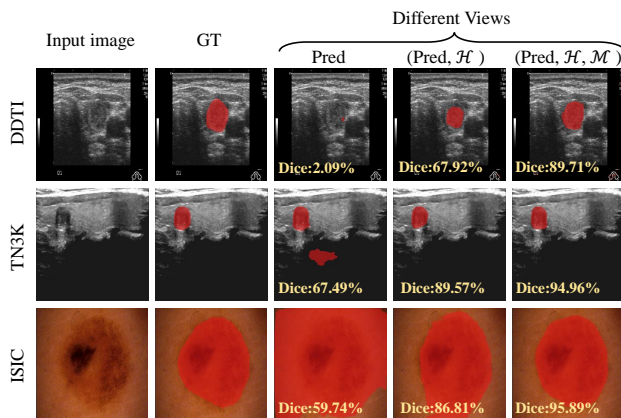 Different Views
Input image GT Pred (Pred, ℋ) (Pred, ℋ, ℳ)
DDTI
Dice:2.09% Dice:67.92% Dice:89.71%
TN3K
Dice:67.49% Dice:89.57% Dice:94.96%
ISIC
Dice:59.74% Dice:86.81% Dice:95.89%